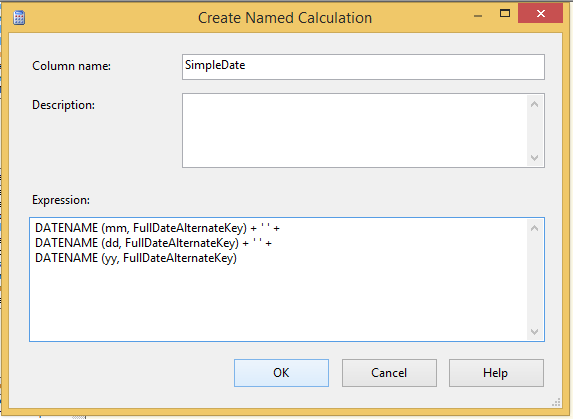 Create Named Calculation
Column name:
SimpleDate
Description:
Expression:
DATENAME (mm, FullDateAlternateKey) + ' ' +
DATENAME (dd, FullDateAlternateKey) + ' ' +
DATENAME (yy, FullDateAlternateKey)
OK
Cancel
Help